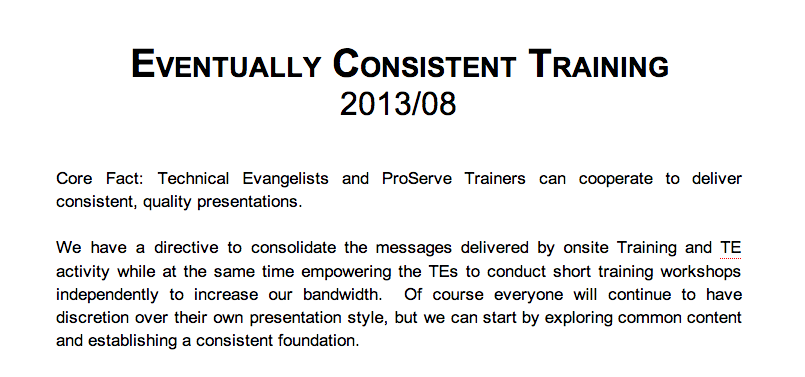 Eventually Consistent Training
2013/08
Core Fact: Technical Evangelists and ProServe Trainers can cooperate to deliver
consistent, quality presentations.
We have a directive to consolidate the messages delivered by onsite Training and TE
activity while at the same time empowering the TEs to conduct short training workshops
independently to increase our bandwidth.  Of course everyone will continue to have
discretion over their own presentation style, but we can start by exploring common content
and establishing a consistent foundation.